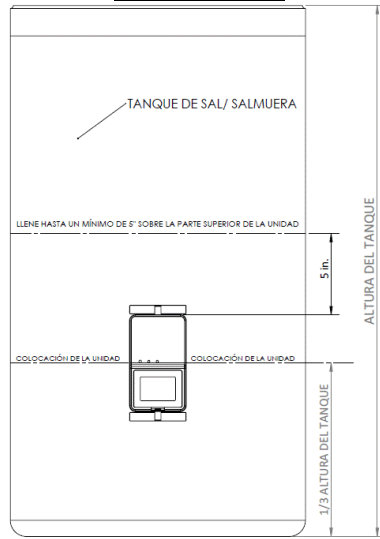 TANQUE DE SAL/ SALMUERA
LLENE HASTA UN MÍNIMO DE 5" SOBRE LA PARTE SUPERIOR DE LA UNIDAD
5 in.
ALTURA DEL TANQUE
COLOCACIÓN DE LA UNIDAD
COLOCACIÓN DE LA UNIDAD
1/3 ALTURA DEL TANQUE